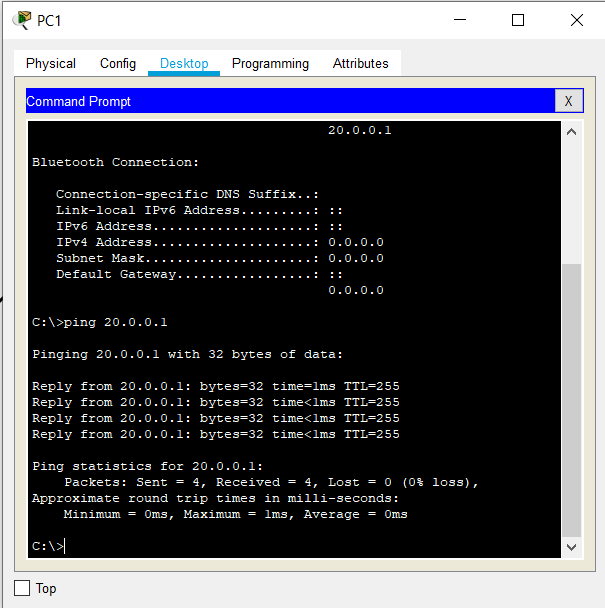 PC1
Physical Config Desktop Programming Attributes
Command Prompt X
20.0.0.1
Bluetooth Connection:
Connection-specific DNS Suffix..:
Link-local IPv6 Address.........: ::
IPv6 Address....................: ::
IPv4 Address....................: 0.0.0.0
Subnet Mask.....................: 0.0.0.0
Default Gateway.................: ::
0.0.0.0
C:\>ping 20.0.0.1
Pinging 20.0.0.1 with 32 bytes of data:
Reply from 20.0.0.1: bytes=32 time=1ms TTL=255
Reply from 20.0.0.1: bytes=32 time<1ms TTL=255
Reply from 20.0.0.1: bytes=32 time<1ms TTL=255
Reply from 20.0.0.1: bytes=32 time<1ms TTL=255
Ping statistics for 20.0.0.1:
Packets: Sent = 4, Received = 4, Lost = 0 (0% loss),
Approximate round trip times in milli-seconds:
Minimum = 0ms, Maximum = 1ms, Average = 0ms
C:\>
Top